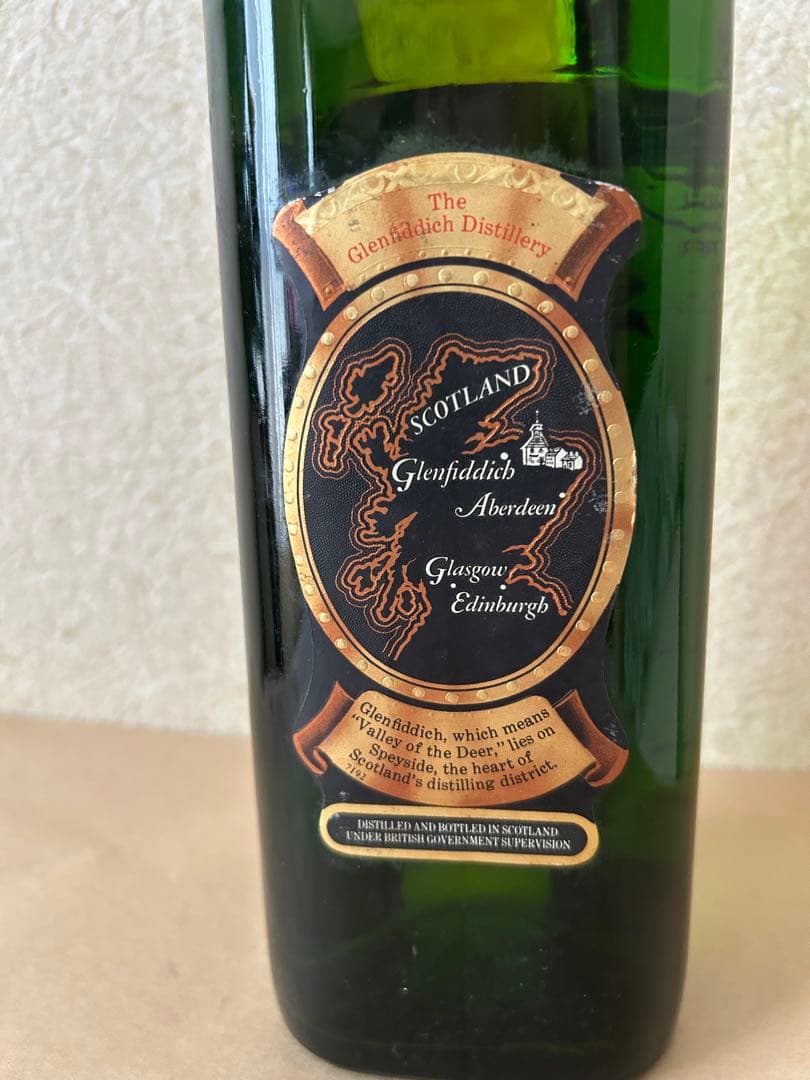 The
Glenfiddich Distillery
SCOTLAND
Glenfiddich
Aberdeen
Glasgow
Edinburgh
Glenfiddich, which means
“Valley of the Deer,” lies on
Speyside, the heart of
Scotland's distilling district.
7192
DISTILLED AND BOTTLED IN SCOTLAND
UNDER BRITISH GOVERNMENT SUPERVISION